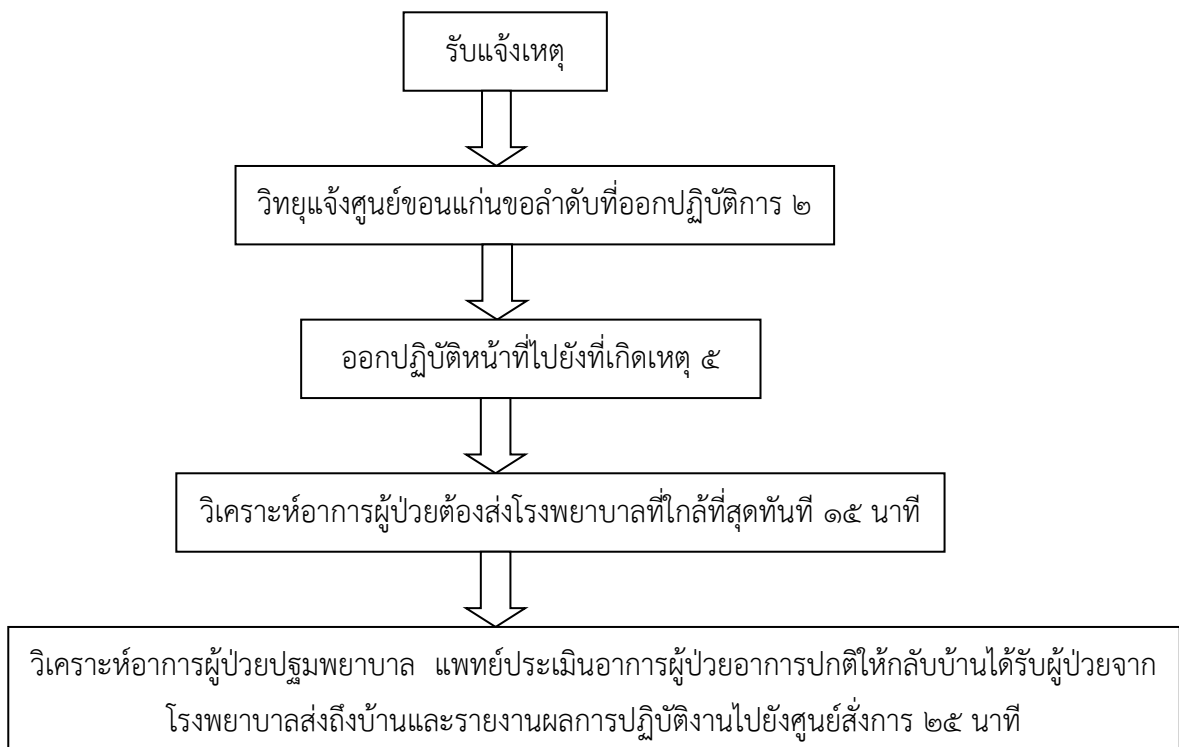 รับแจ้งเหตุ
วิทยุแจ้งศูนย์ขอนแก่นขอลำดับที่ออกปฏิบัติการ ๒
ออกปฏิบัติหน้าที่ไปยังที่เกิดเหตุ ๕
วิเคราะห์อาการผู้ป่วยต้องส่งโรงพยาบาลที่ใกล้ที่สุดทันที ๑๕ นาที
วิเคราะห์อาการผู้ป่วยปฐมพยาบาล แพทย์ประเมินอาการผู้ป่วยอาการปกติให้กลับบ้านได้รับผู้ป่วยจาก
โรงพยาบาลส่งถึงบ้านและรายงานผลการปฏิบัติงานไปยังศูนย์สั่งการ ๒๕ นาที